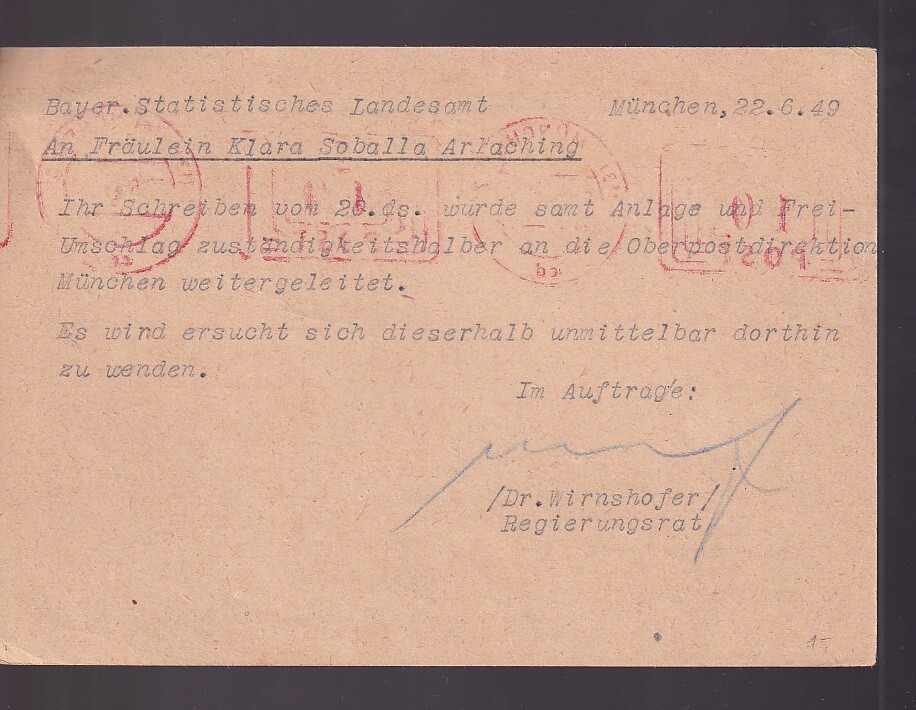 Bayer.Statistisches Landesamt München,22.6.49
An Fräulein Klara Soballa Arlaching
Ihr Schreiben vom 20.ds. wurde samt Anlage und Frei-
Umschlag zuständigkeitshalber an die Oberpostdirektion
München weitergeleitet.
Es wird ersucht sich dieserhalb unmittelbar dorthin
zu wenden.
Im Auftrage:
/Dr.Wirnshofer/
Regierungsrat
1-